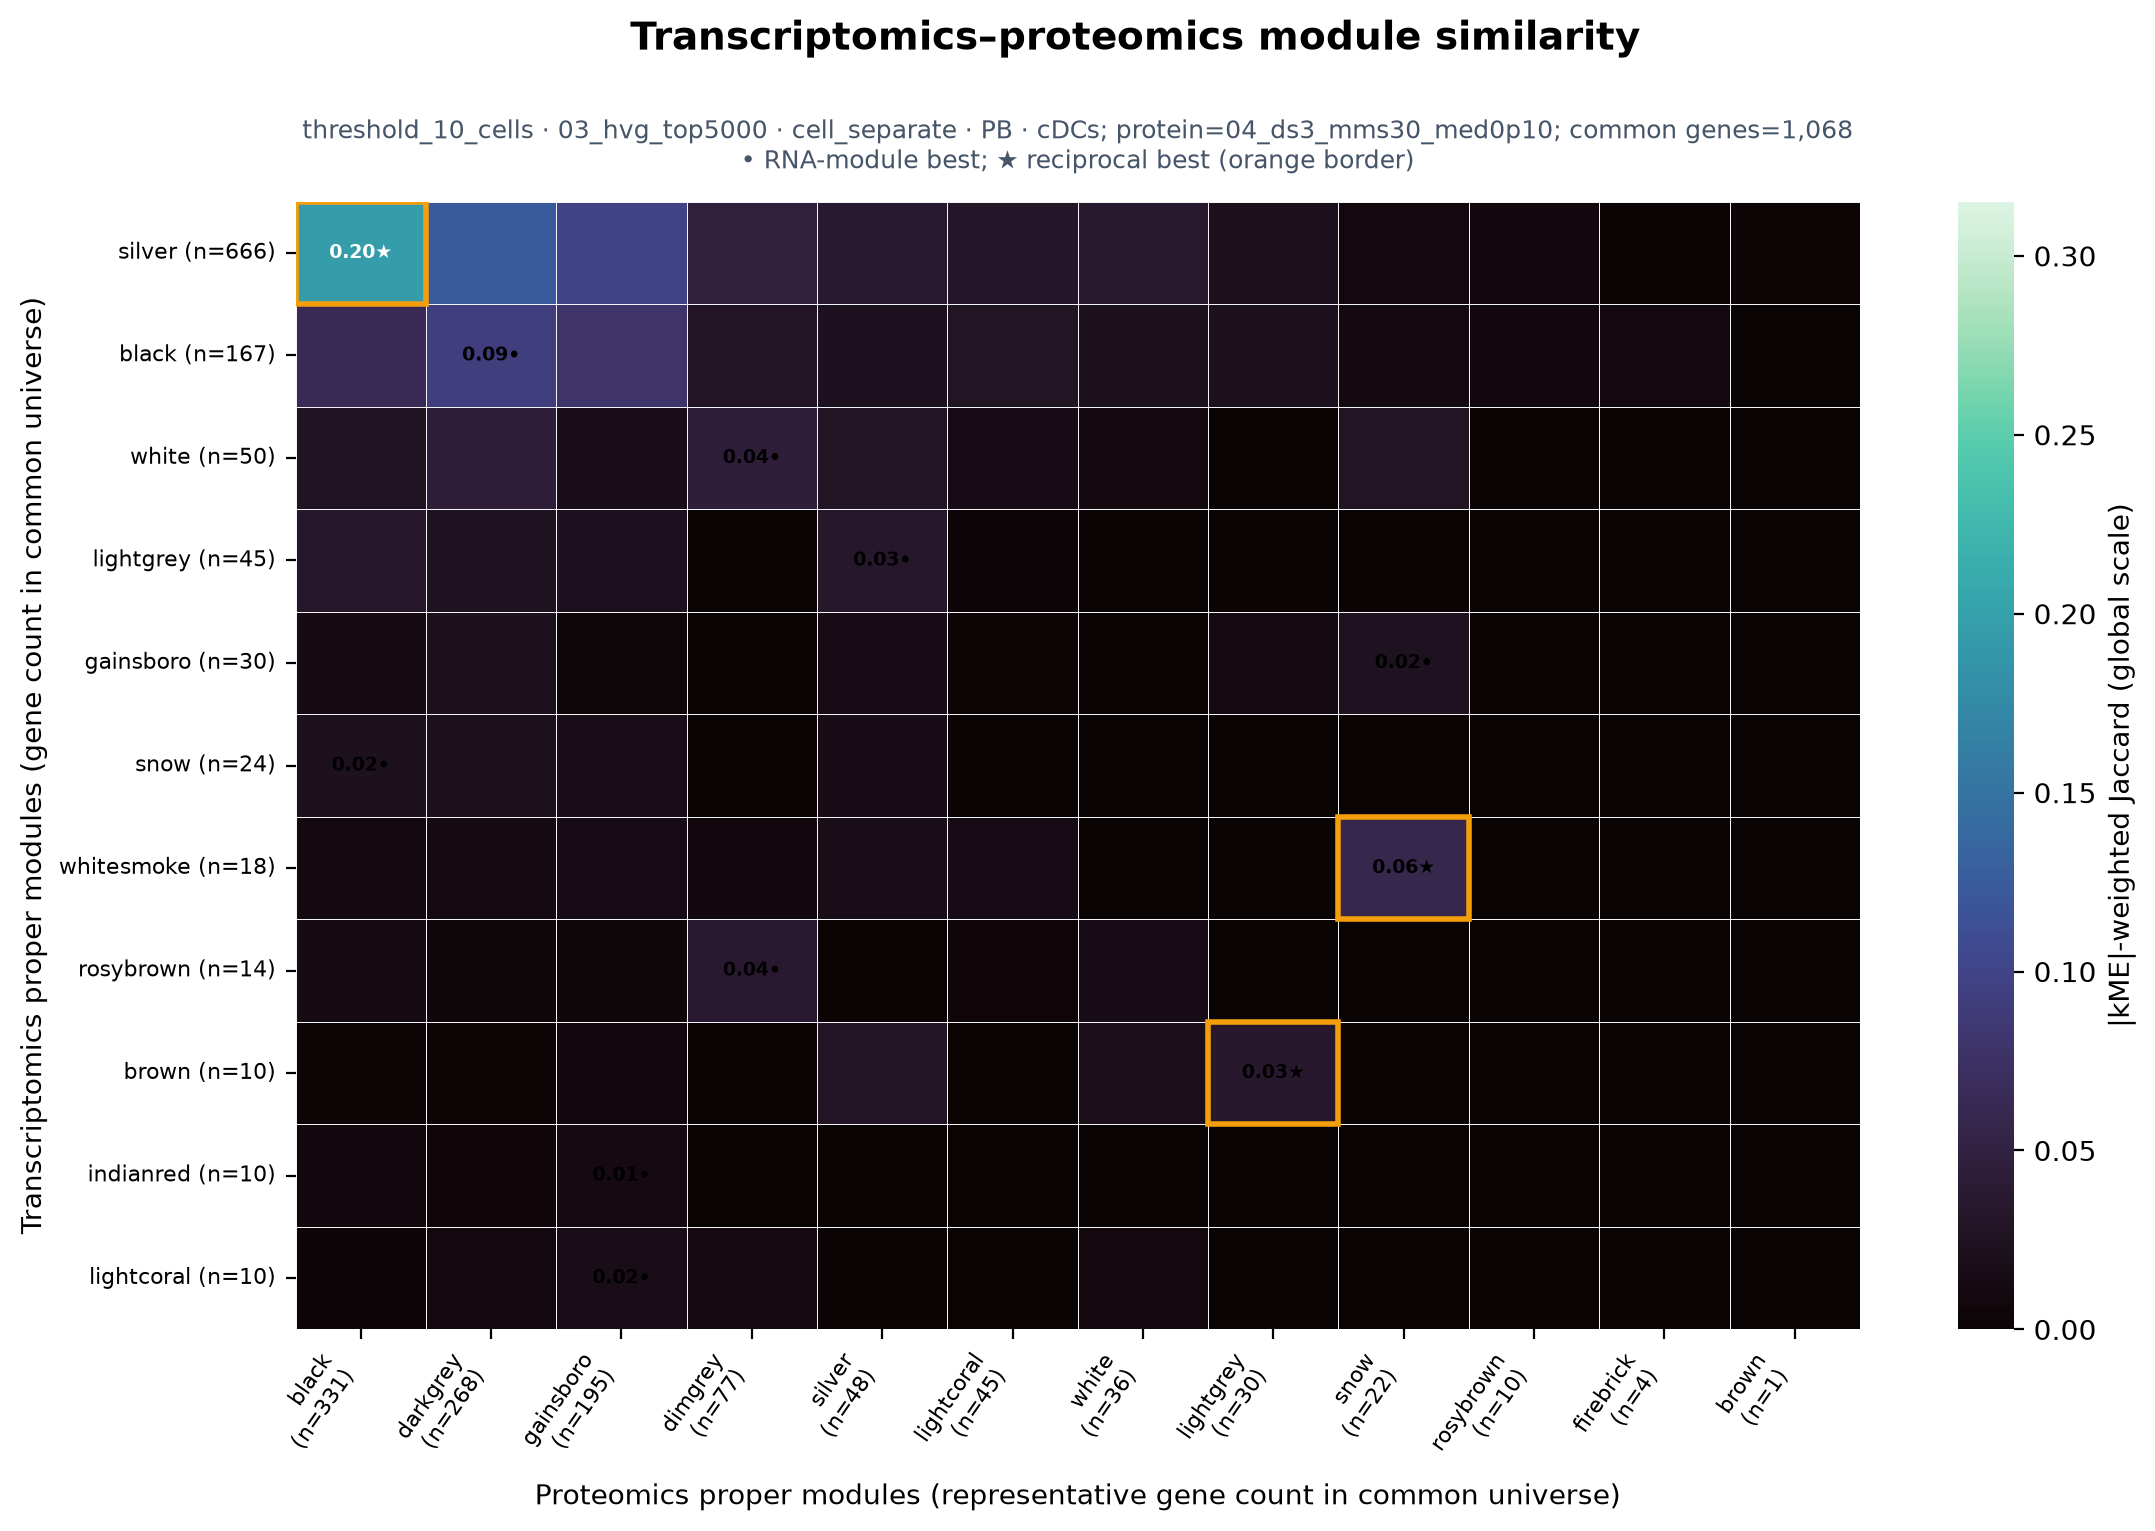 Transcriptomics–proteomics module similarity
threshold_10_cells · 03_hvg_top5000 · cell_separate · PB · cDCs; protein=04_ds3_mms30_med0p10; common genes=1,068
• RNA-module best; ★ reciprocal best (orange border)
Transcriptomics proper modules (gene count in common universe)
silver (n=666)
0.20★
black (n=167)
0.09•
white (n=50)
0.04•
lightgrey (n=45)
0.03•
gainsboro (n=30)
0.02•
snow (n=24)
0.02•
whitesmoke (n=18)
0.06★
rosybrown (n=14)
0.04•
brown (n=10)
0.03★
indianred (n=10)
0.01•
lightcoral (n=10)
0.02•
black
(n=331)
darkgrey
(n=268)
gainsboro
(n=195)
dimgrey
(n=77)
silver
(n=48)
lightcoral
(n=45)
white
(n=36)
lightgrey
(n=30)
snow
(n=22)
rosybrown
(n=10)
firebrick
(n=4)
brown
(n=1)
Proteomics proper modules (representative gene count in common universe)
0.30
0.25
0.20
0.15
0.10
0.05
0.00
|kME|-weighted Jaccard (global scale)